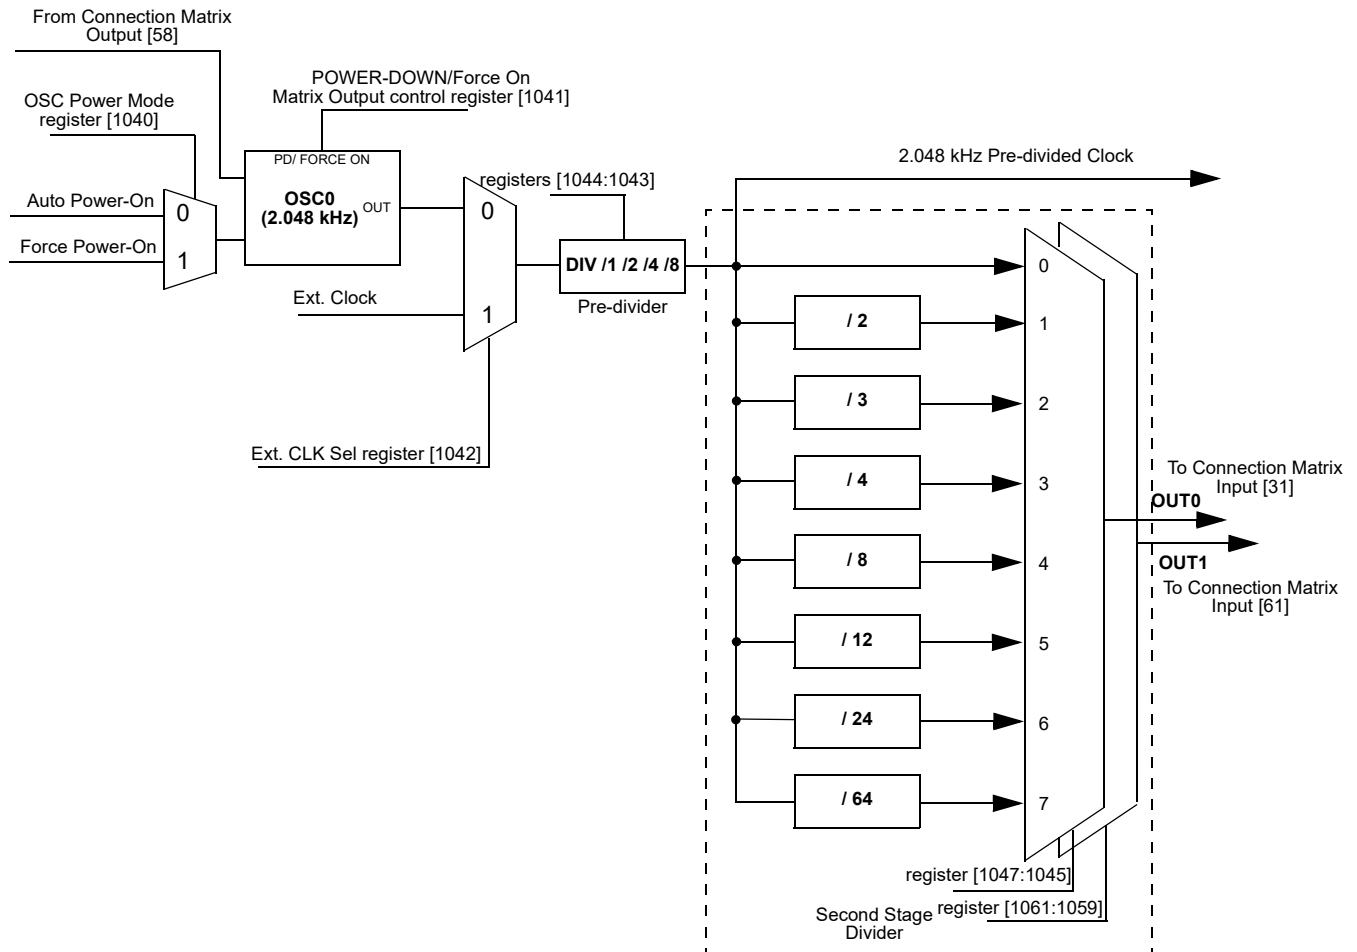 From Connection Matrix
Output [58]
POWER-DOWN/Force On
Matrix Output control register [1041]
OSC Power Mode
register [1040]
PD/ FORCE ON
OSC0
(2.048 kHz)
OUT
Auto Power-On
Force Power-On
0
1
0
1
Ext. Clock
Ext. CLK Sel register [1042]
registers [1044:1043]
DIV /1 /2 /4 /8
Pre-divider
2.048 kHz Pre-divided Clock
0
/ 2
1
/ 3
2
/ 4
3
/ 8
4
/ 12
5
/ 24
6
/ 64
7
To Connection Matrix
Input [31]
OUT0
OUT1
To Connection Matrix
Input [61]
register [1047:1045]
register [1061:1059]
Second Stage
Divider